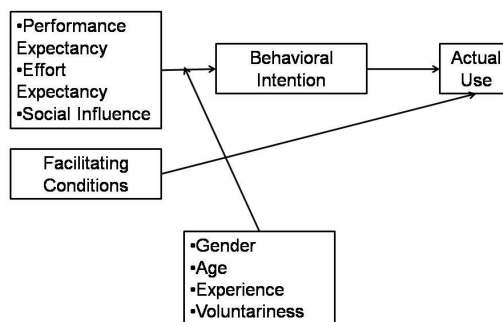 •Performance
Expectancy
•Effort
Expectancy
•Social Influence
Behavioral
Intention
Actual
Use
Facilitating
Conditions
•Gender
•Age
•Experience
•Voluntariness